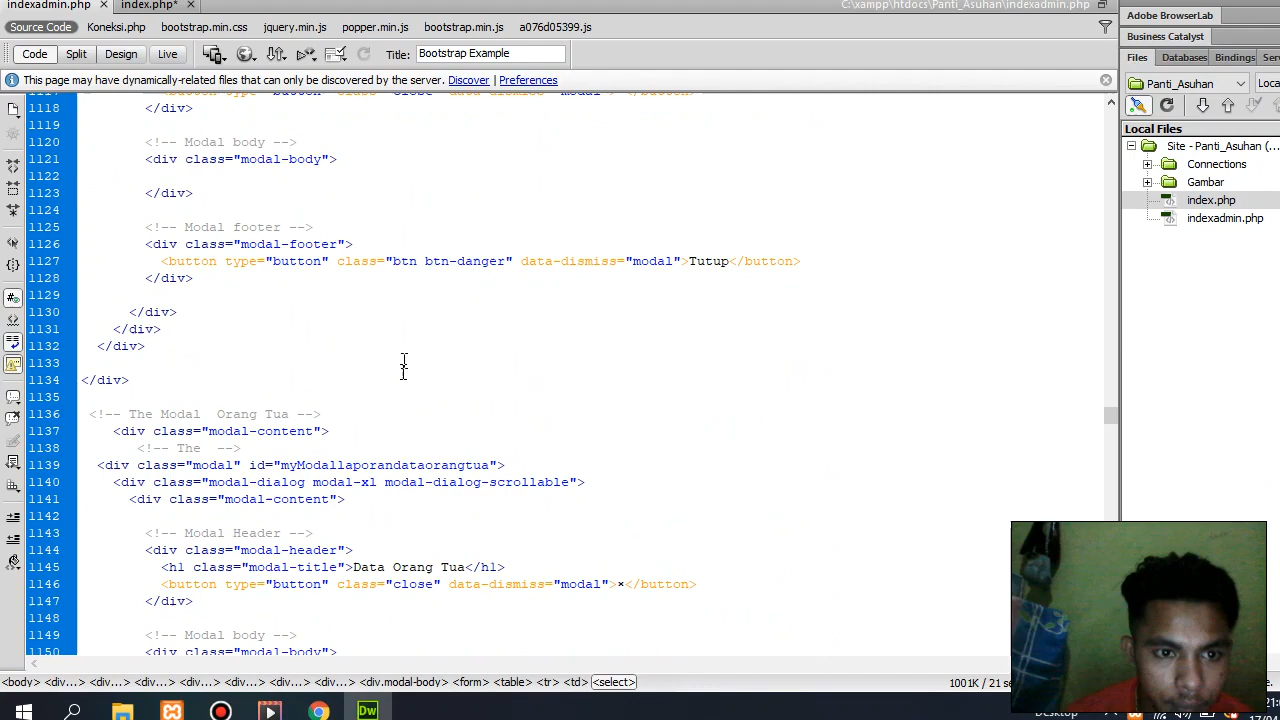 indexadmin.php × index.php* ×
C:\xampp\htdocs\Panti_Asuhan\indexadmin.php
Adobe BrowserLab
Source Code Koneksi.php bootstrap.min.css jquery.min.js popper.min.js bootstrap.min.js a076d05399.js
Business Catalyst
Code Split Design Live Title: Bootstrap Example
Files Databases Bindings
This page may have dynamically-related files that can only be discovered by the server. Discover Preferences
Panti_Asuhan
Local Files
Site - Panti_Asuhan (...
Connections
Gambar
index.php
indexadmin.php
1118 </div>
1119
1120 <!-- Modal body -->
1121 <div class="modal-body">
1122
1123 </div>
1124
1125 <!-- Modal footer -->
1126 <div class="modal-footer">
1127 <button type="button" class="btn btn-danger" data-dismiss="modal">Tutup</button>
1128 </div>
1129
1130 </div>
1131 </div>
1132 </div>
1133
1134 </div>
1135
1136 <!-- The Modal  Orang Tua -->
1137 <div class="modal-content">
1138 <!-- The  -->
1139 <div class="modal" id="myModallaporandataorangtua">
1140 <div class="modal-dialog modal-xl modal-dialog-scrollable">
1141 <div class="modal-content">
1142
1143 <!-- Modal Header -->
1144 <div class="modal-header">
1145 <h1 class="modal-title">Data Orang Tua</h1>
1146 <button type="button" class="close" data-dismiss="modal">×</button>
1147 </div>
1148
1149 <!-- Modal body -->
1150 <div class="modal-body">
<body> <div...> <div...> <div...> <div...> <div...> <div...> <div.modal-body> <form> <table> <tr> <td> <select>
1001K / 21 se
Dw
Desktop